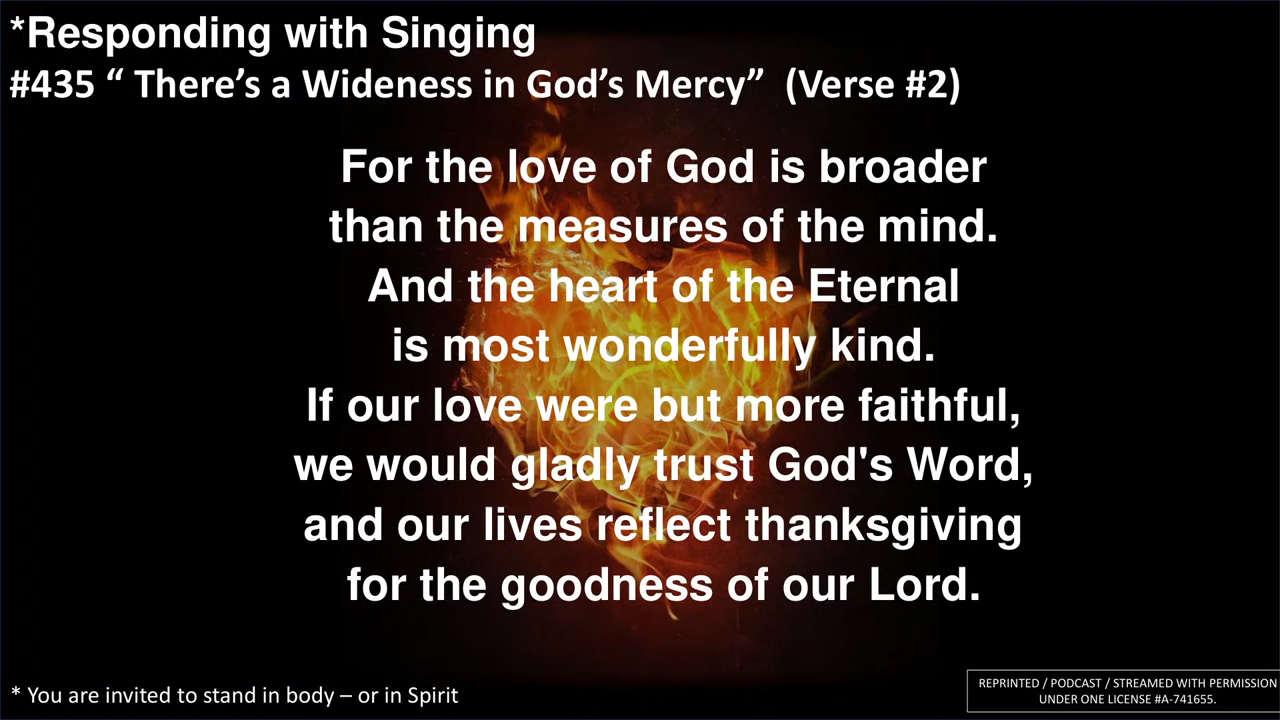 *Responding with Singing
#435 “ There’s a Wideness in God’s Mercy”  (Verse #2)
For the love of God is broader
than the measures of the mind.
And the heart of the Eternal
is most wonderfully kind.
If our love were but more faithful,
we would gladly trust God's Word,
and our lives reflect thanksgiving
for the goodness of our Lord.
* You are invited to stand in body – or in Spirit
REPRINTED / PODCAST / STREAMED WITH PERMISSION
UNDER ONE LICENSE #A-741655.